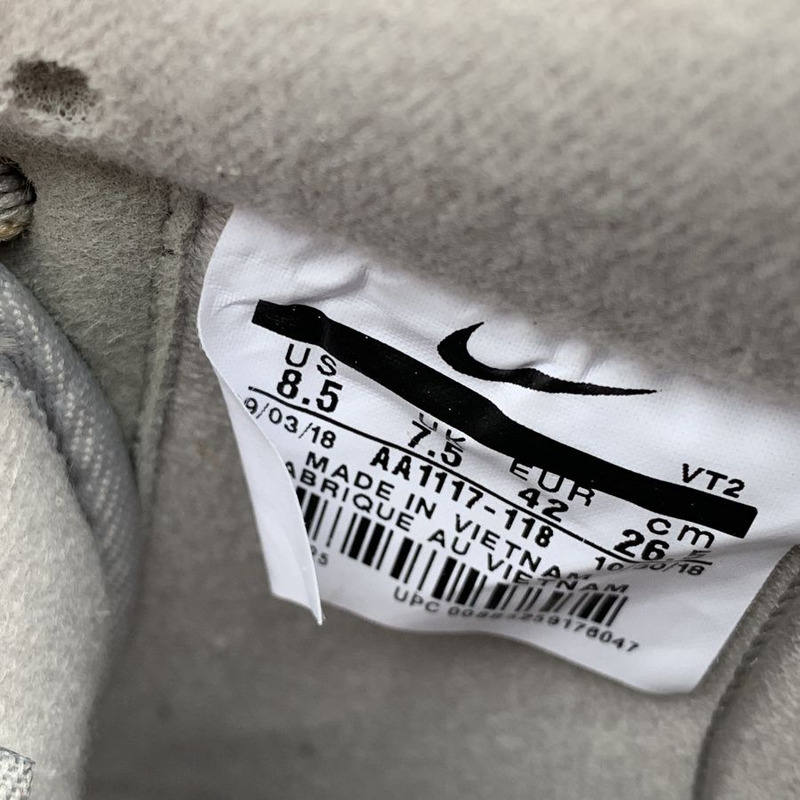 US UK EUR cm
8.5 7.5 42 26.5
9/03/18 AA1117-118 10/30/18
VT2
MADE IN VIETNAM
FABRIQUE AU VIETNAM
UPC